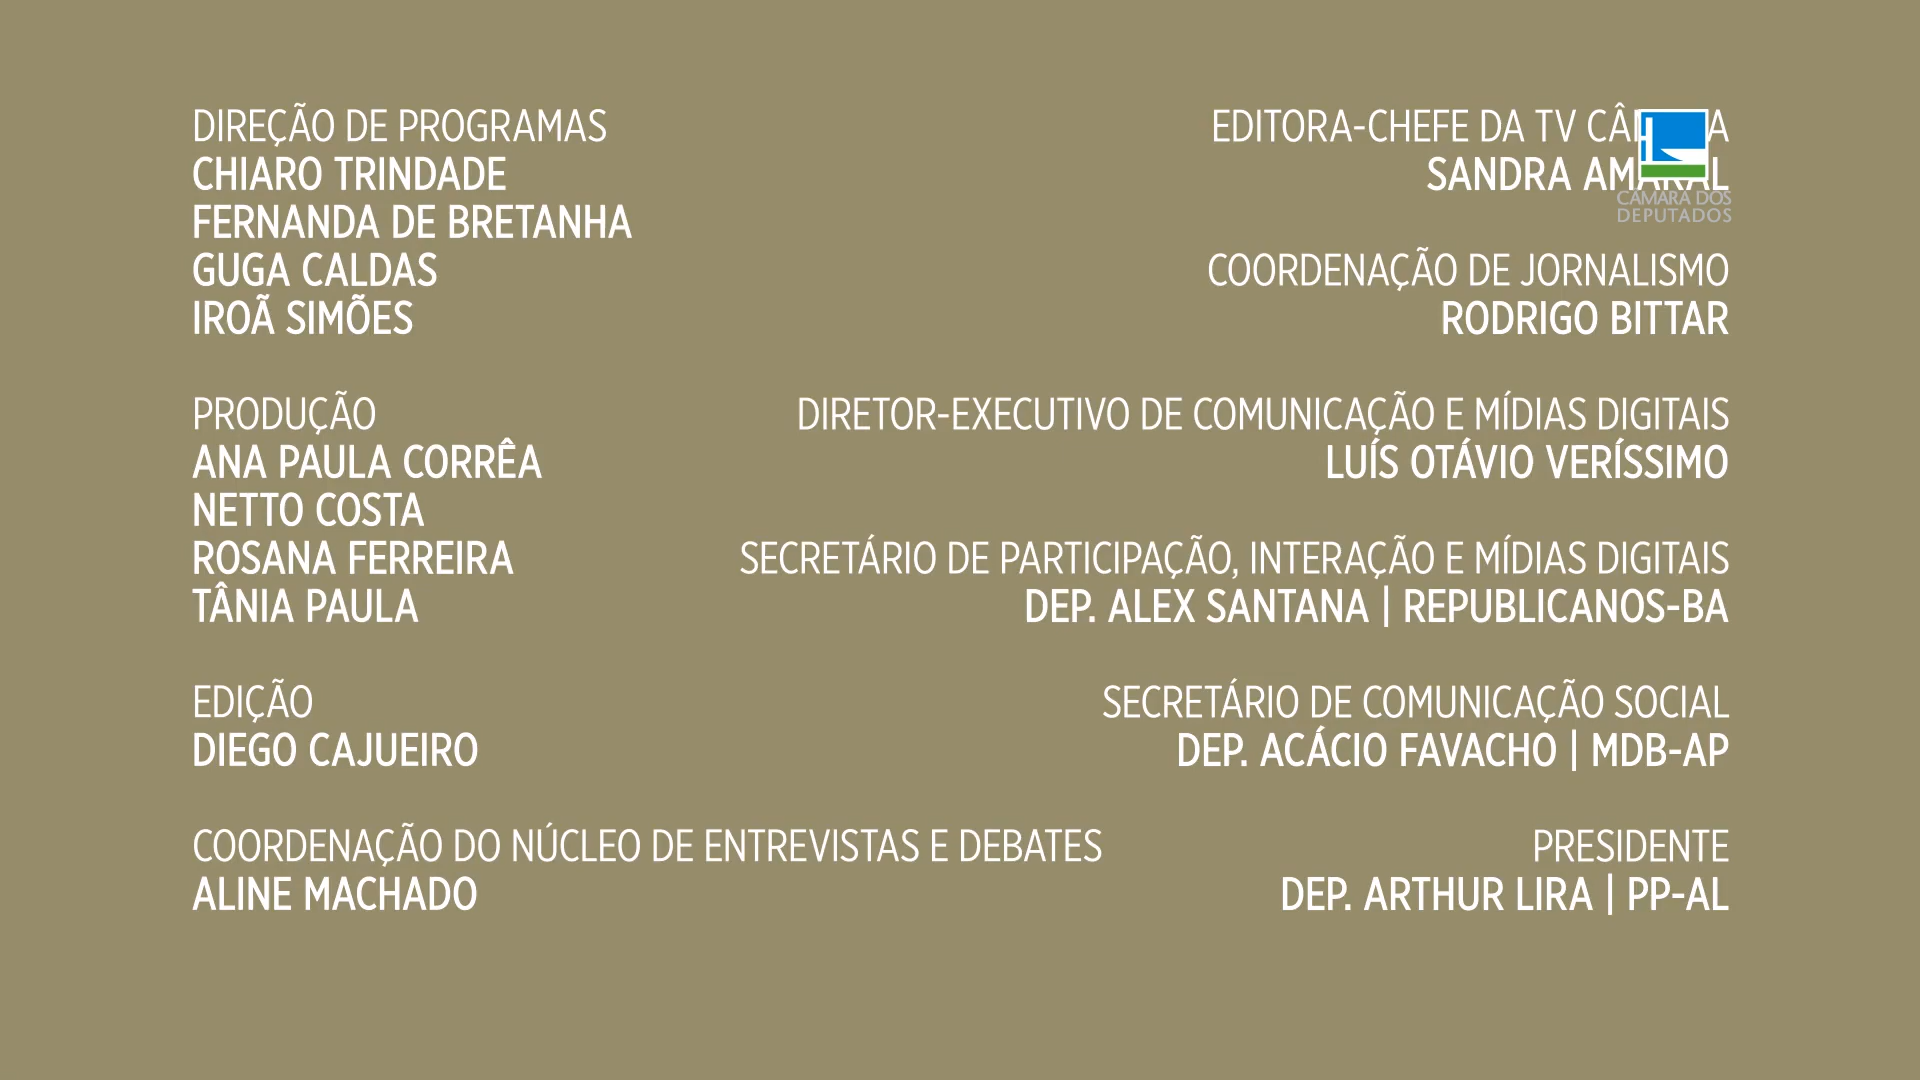 DIREÇÃO DE PROGRAMAS
CHIARO TRINDADE
FERNANDA DE BRETANHA
GUGA CALDAS
IROÃ SIMÕES
PRODUÇÃO
ANA PAULA CORRÊA
NETTO COSTA
ROSANA FERREIRA
TÂNIA PAULA
EDIÇÃO
DIEGO CAJUEIRO
COORDENAÇÃO DO NÚCLEO DE ENTREVISTAS E DEBATES
ALINE MACHADO
EDITORA-CHEFE DA TV
SANDRA AMARAL
CÂMARA DOS
DEPUTADOS
COORDENAÇÃO DE JORNALISMO
RODRIGO BITTAR
DIRETOR-EXECUTIVO DE COMUNICAÇÃO E MÍDIAS DIGITAIS
LUÍS OTÁVIO VERÍSSIMO
SECRETÁRIO DE PARTICIPAÇÃO, INTERAÇÃO E MÍDIAS DIGITAIS
DEP. ALEX SANTANA | REPUBLICANOS-BA
SECRETÁRIO DE COMUNICAÇÃO SOCIAL
DEP. ACÁCIO FAVACHO | MDB-AP
PRESIDENTE
DEP. ARTHUR LIRA | PP-AL